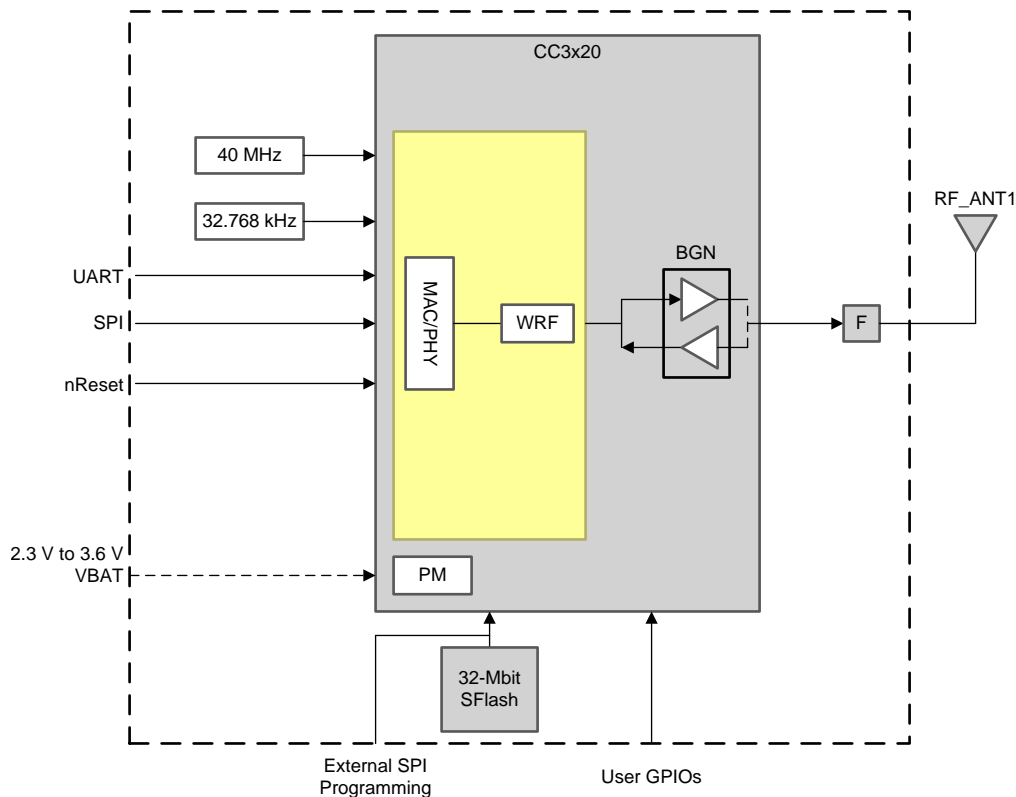 CC3x20
40 MHz
32.768 kHz
RF_ANT1
BGN
UART
MAC/PHY
WRF
F
SPI
nReset
2.3 V to 3.6 V
VBAT
PM
32-Mbit
SFlash
External SPI
Programming
User GPIOs